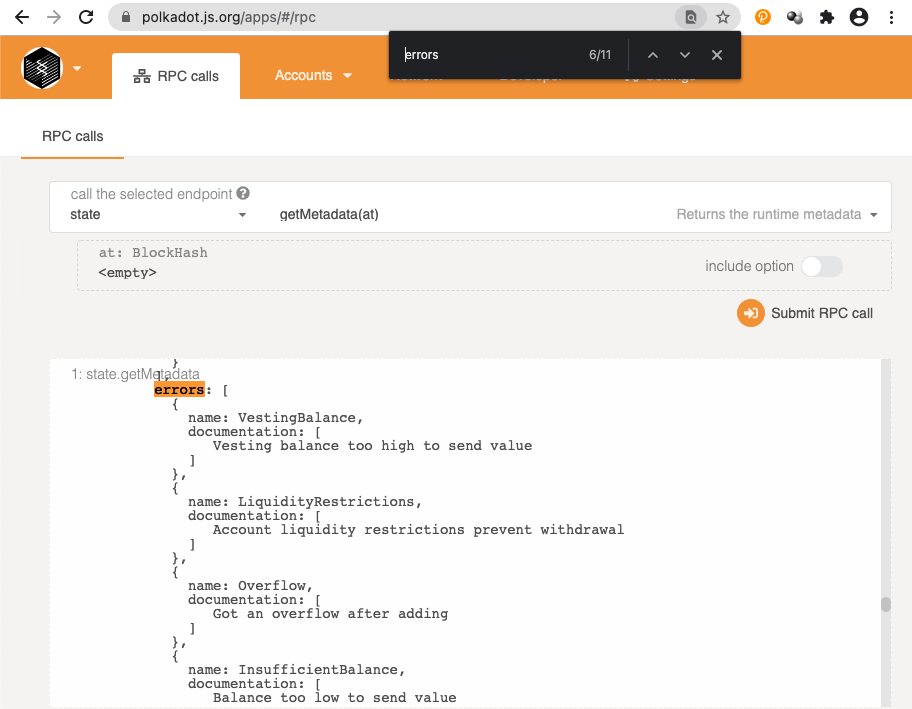 polkadot.js.org/apps/#/rpc
errors
6/11
RPC calls
Accounts
RPC calls
call the selected endpoint
state
getMetadata(at)
Returns the runtime metadata
at: BlockHash
<empty>
include option
Submit RPC call
}
1: state.getMetadata
],
errors: [
{
name: VestingBalance,
documentation: [
Vesting balance too high to send value
]
},
{
name: LiquidityRestrictions,
documentation: [
Account liquidity restrictions prevent withdrawal
]
},
{
name: Overflow,
documentation: [
Got an overflow after adding
]
},
{
name: InsufficientBalance,
documentation: [
Balance too low to send value